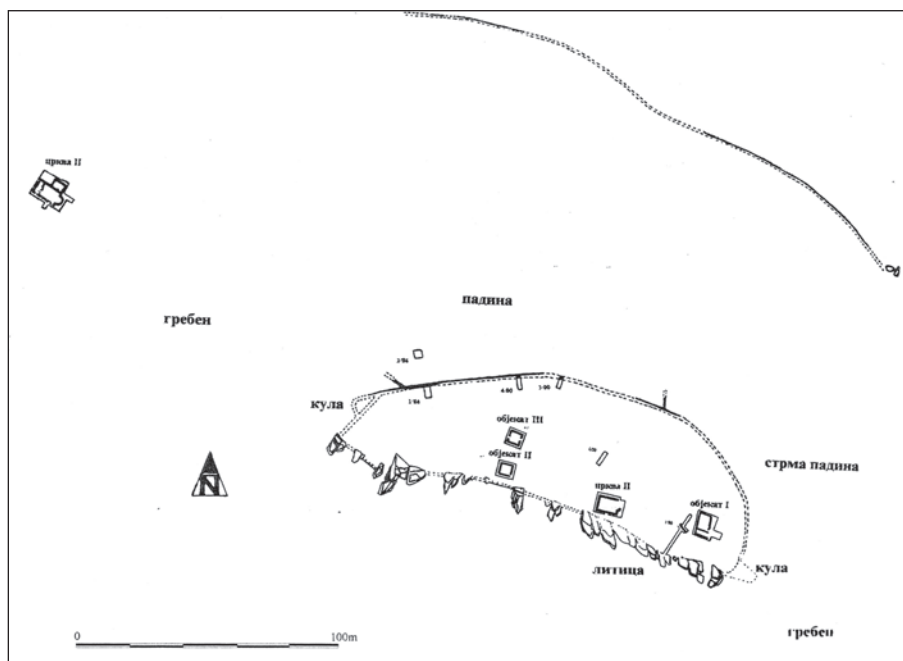 црква II
падина
гребен
кула
објекат III
објекат II
стрма падина
црква II
објекат I
литица
кула
N
0
100m
гребен